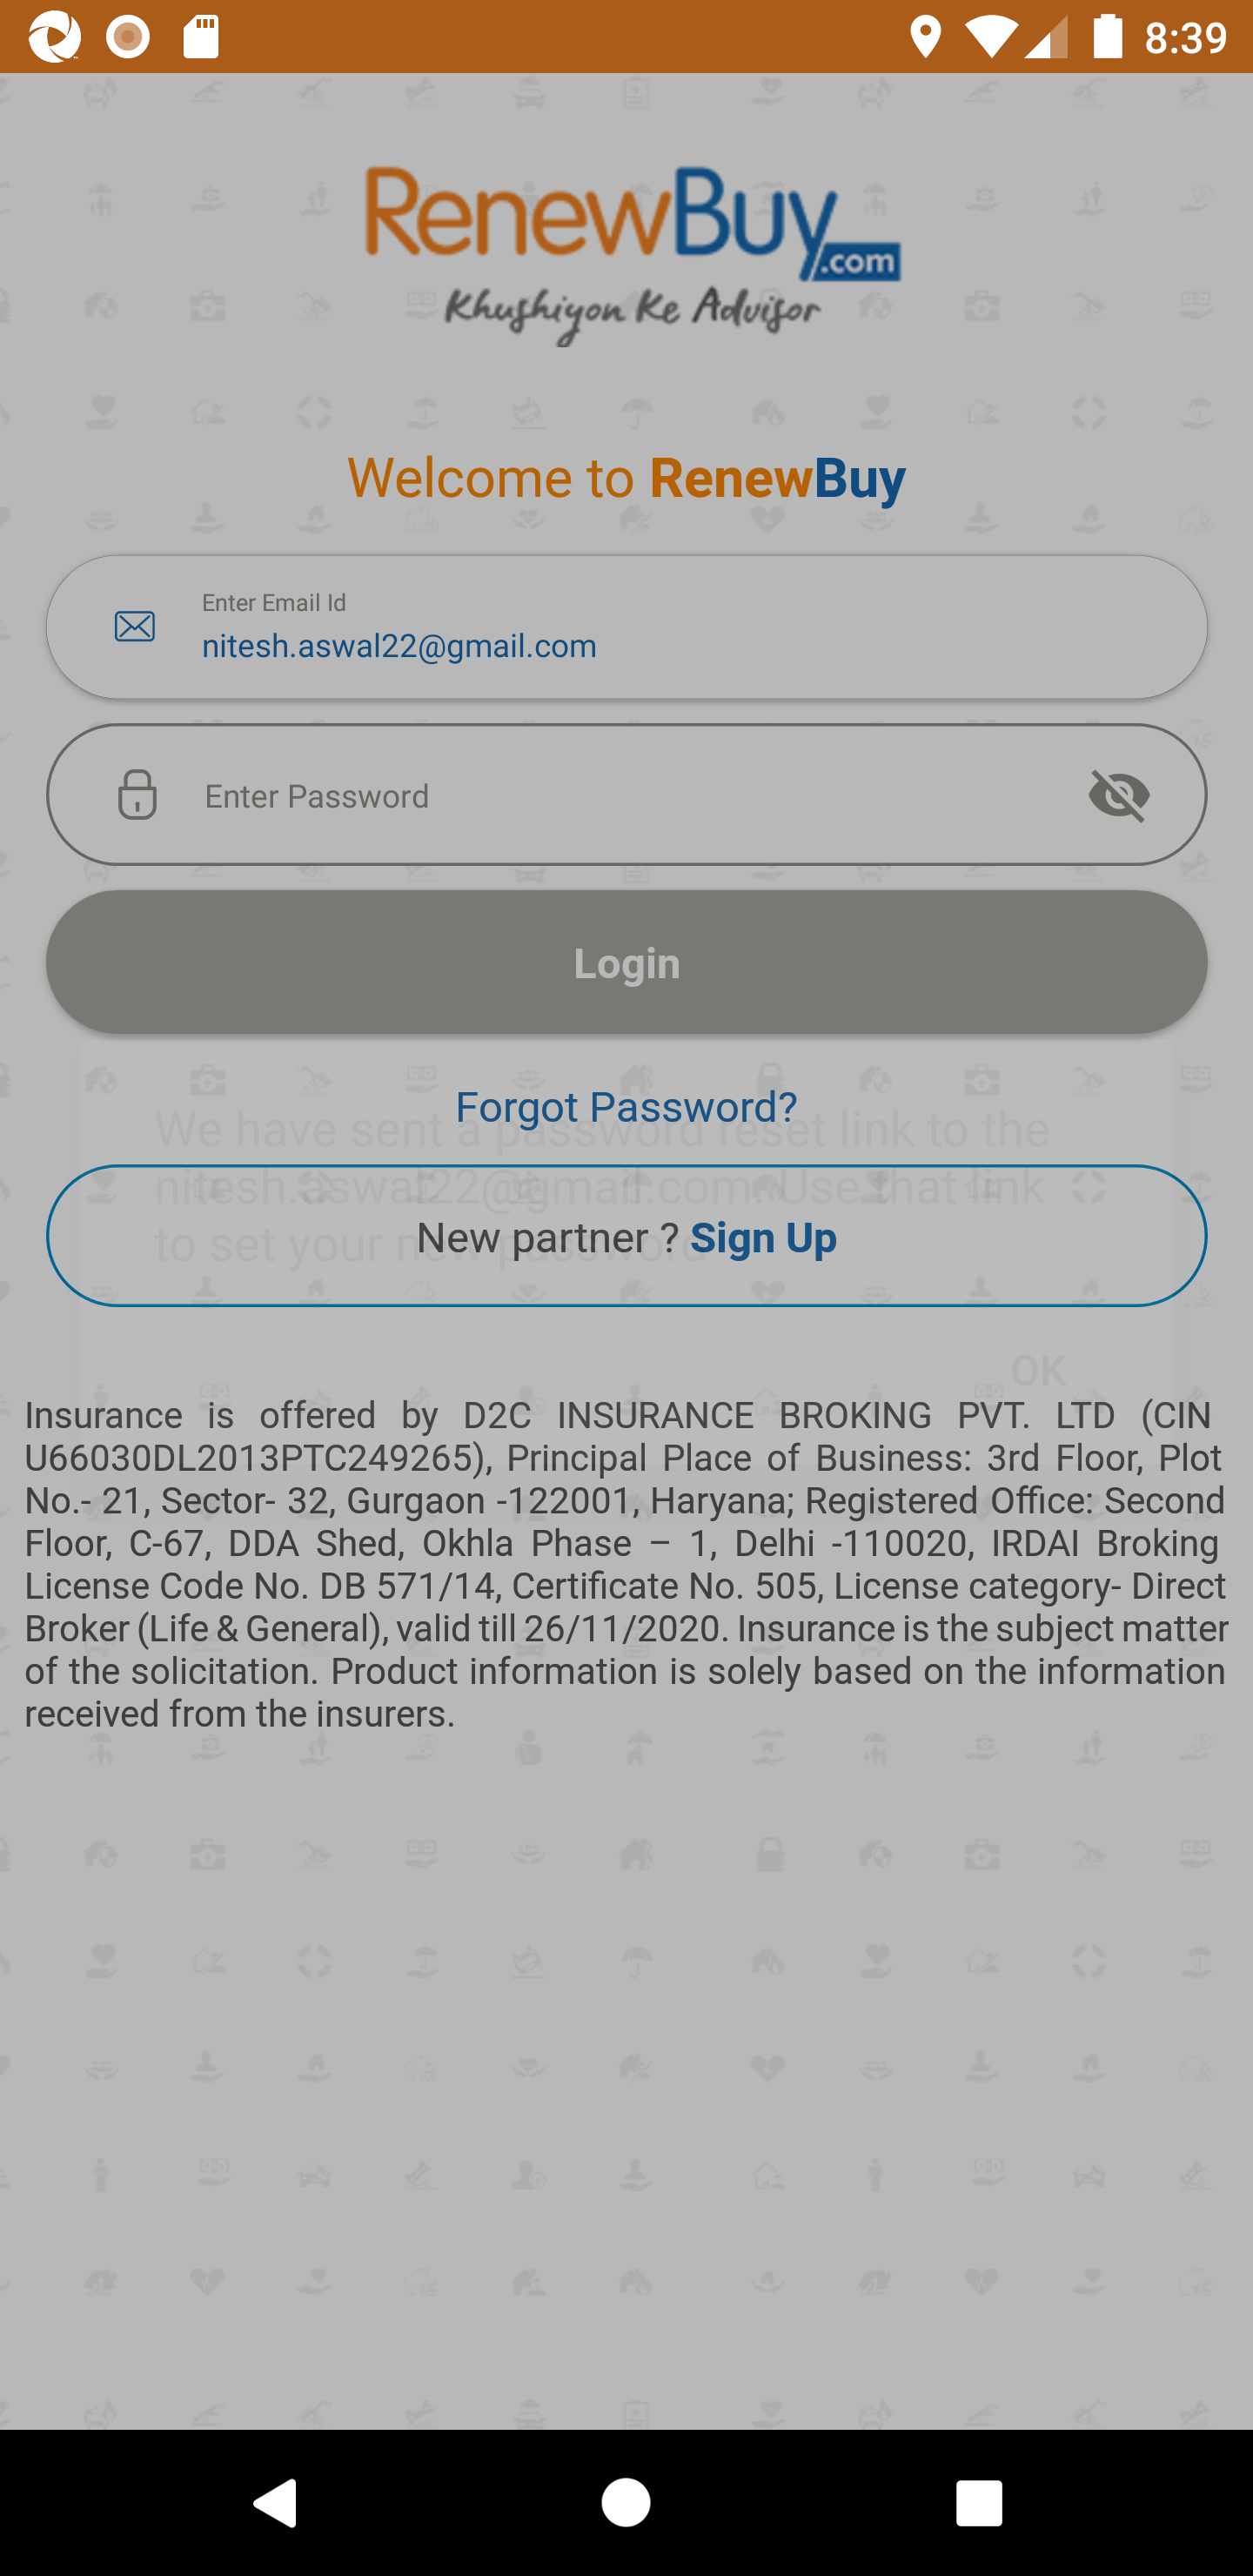 8:39
RenewBuy
.com
Khushiyon Ke Advisor
Welcome to RenewBuy
Enter Email Id
nitesh.aswal22@gmail.com
Enter Password
Login
Forgot Password?
We have sent a password reset link to the
nitesh.aswal22@gmail.com. Use that link
to set your new password
New partner ? Sign Up
OK
Insurance is offered by D2C INSURANCE BROKING PVT. LTD (CIN
U66030DL2013PTC249265), Principal Place of Business: 3rd Floor, Plot
No.- 21, Sector- 32, Gurgaon -122001, Haryana; Registered Office: Second
Floor, C-67, DDA Shed, Okhla Phase – 1, Delhi -110020, IRDAI Broking
License Code No. DB 571/14, Certificate No. 505, License category- Direct
Broker (Life & General), valid till 26/11/2020. Insurance is the subject matter
of the solicitation. Product information is solely based on the information
received from the insurers.